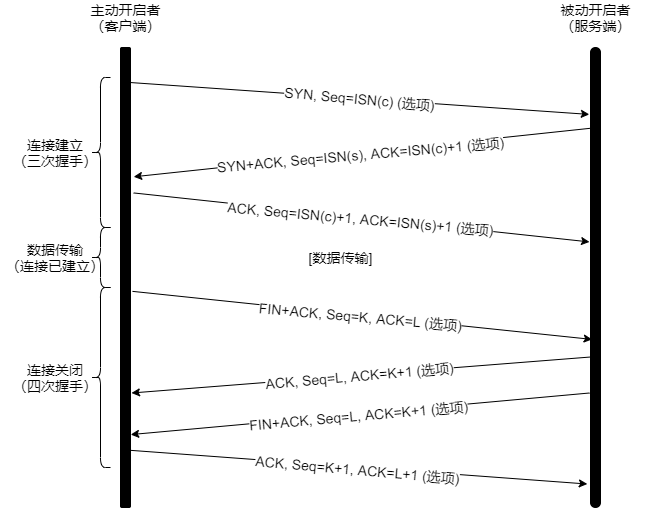 主动开启者
（客户端）
被动开启者
（服务端）
SYN, Seq=ISN(c) (选项)
连接建立
（三次握手）
SYN+ACK, Seq=ISN(s), ACK=ISN(c)+1 (选项)
ACK, Seq=ISN(c)+1, ACK=ISN(s)+1 (选项)
数据传输
（连接已建立）
[数据传输]
FIN+ACK, Seq=K, ACK=L (选项)
连接关闭
（四次握手）
ACK, Seq=L, ACK=K+1 (选项)
FIN+ACK, Seq=L, ACK=K+1 (选项)
ACK, Seq=K+1, ACK=L+1 (选项)